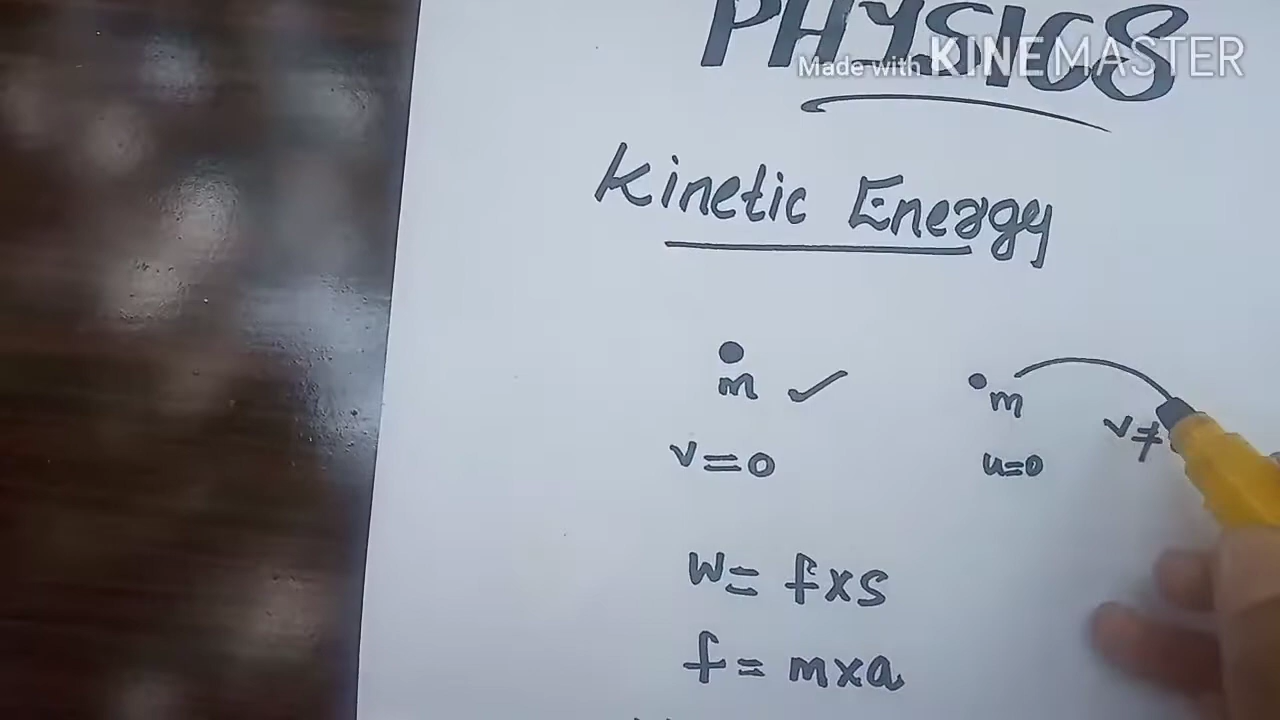 PHYSICS
Made with KINEMASTER
Kinetic Energy
m ✓ m
v=0 u=0 v≠
W= f×s
f= m×a